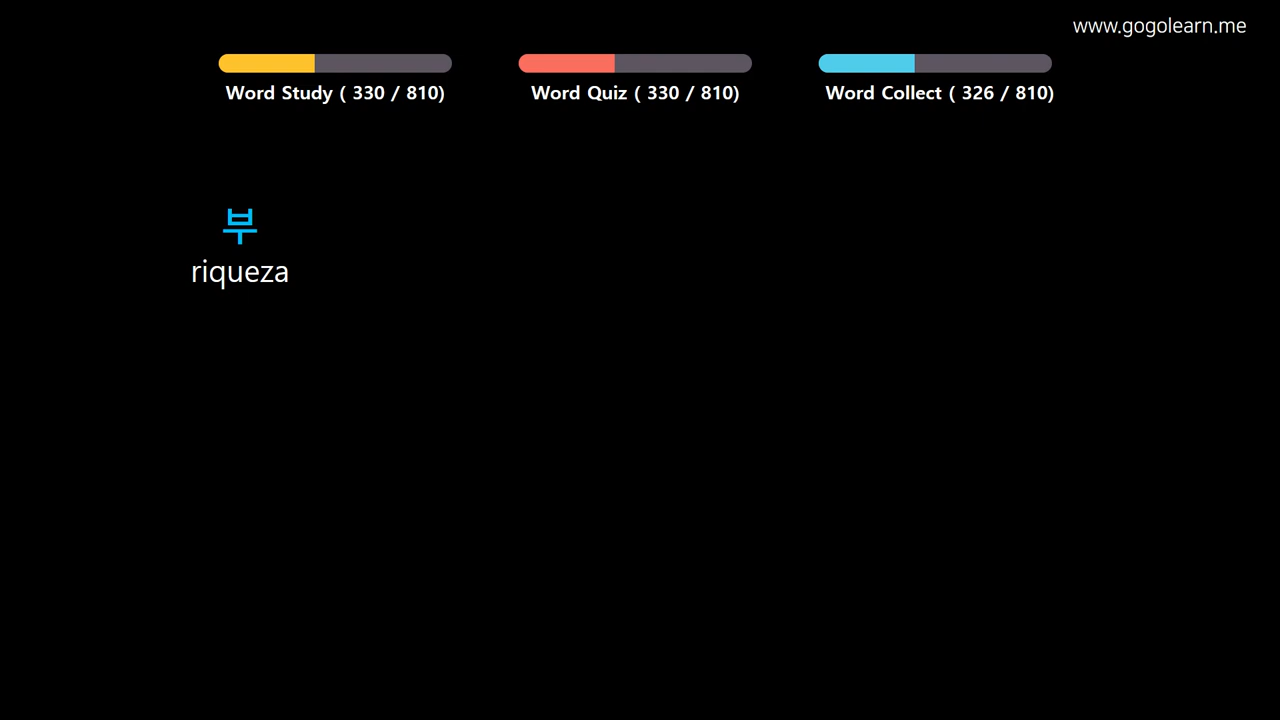 www.gogolearn.me
Word Study ( 330 / 810)
Word Quiz ( 330 / 810)
Word Collect ( 326 / 810)
부
riqueza